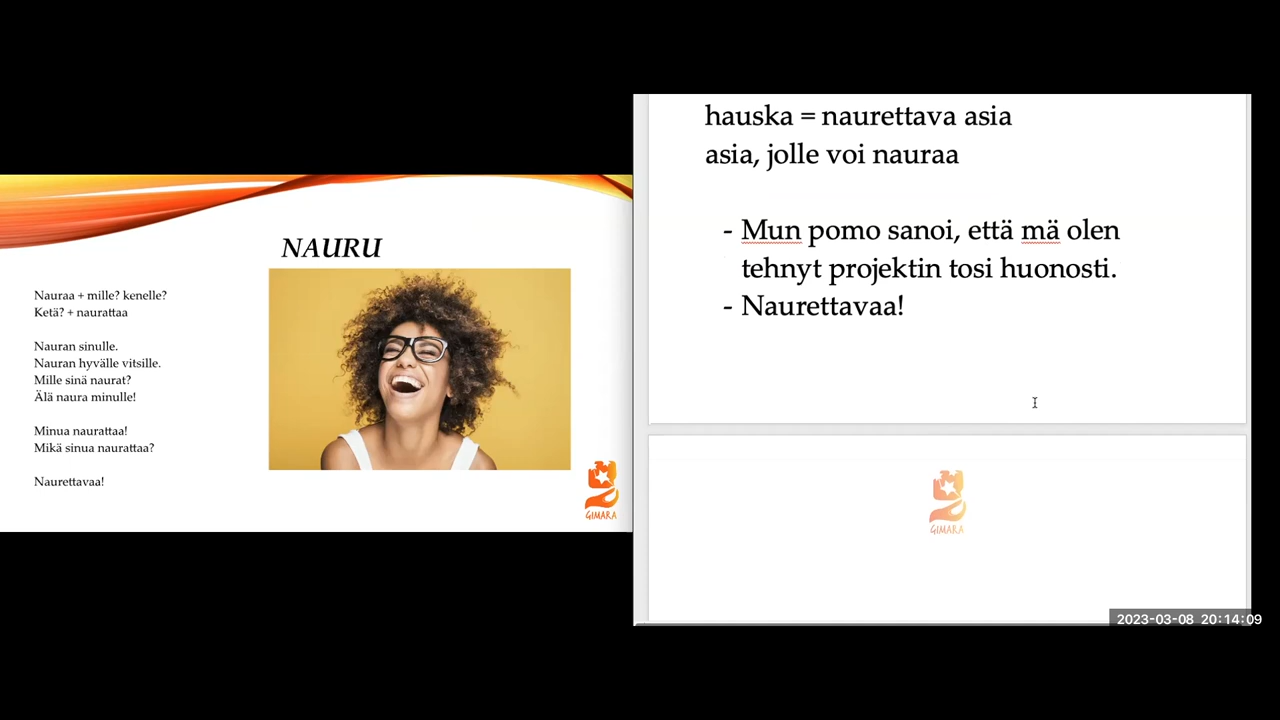 NAURU
Nauraa + mille? kenelle?
Ketä? + naurattaa
Nauran sinulle.
Nauran hyvälle vitsille.
Mille sinä naurat?
Älä naura minulle!
Minua naurattaa!
Mikä sinua naurattaa?
Naurettavaa!
GIMARA
hauska = naurettava asia
asia, jolle voi nauraa
- Mun pomo sanoi, että mä olen
tehnyt projektin tosi huonosti.
- Naurettavaa!
GIMARA
2023-03-08 20:14:09